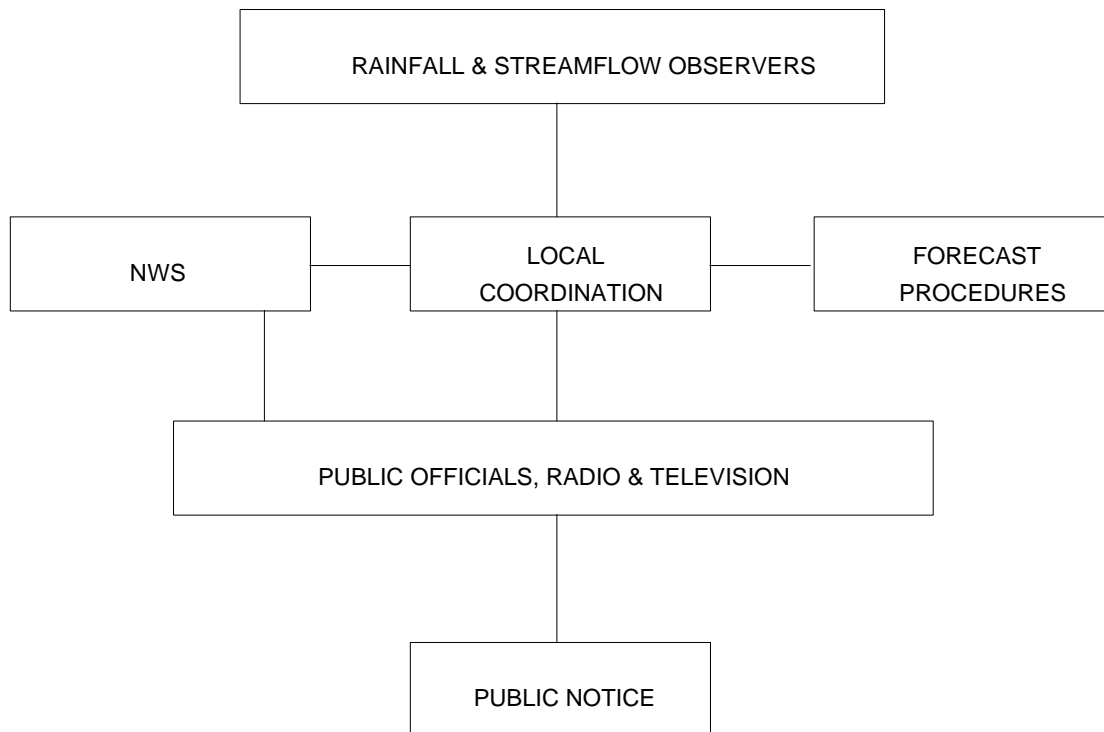 RAINFALL & STREAMFLOW OBSERVERS
NWS
LOCAL
COORDINATION
FORECAST
PROCEDURES
PUBLIC OFFICIALS, RADIO & TELEVISION
PUBLIC NOTICE